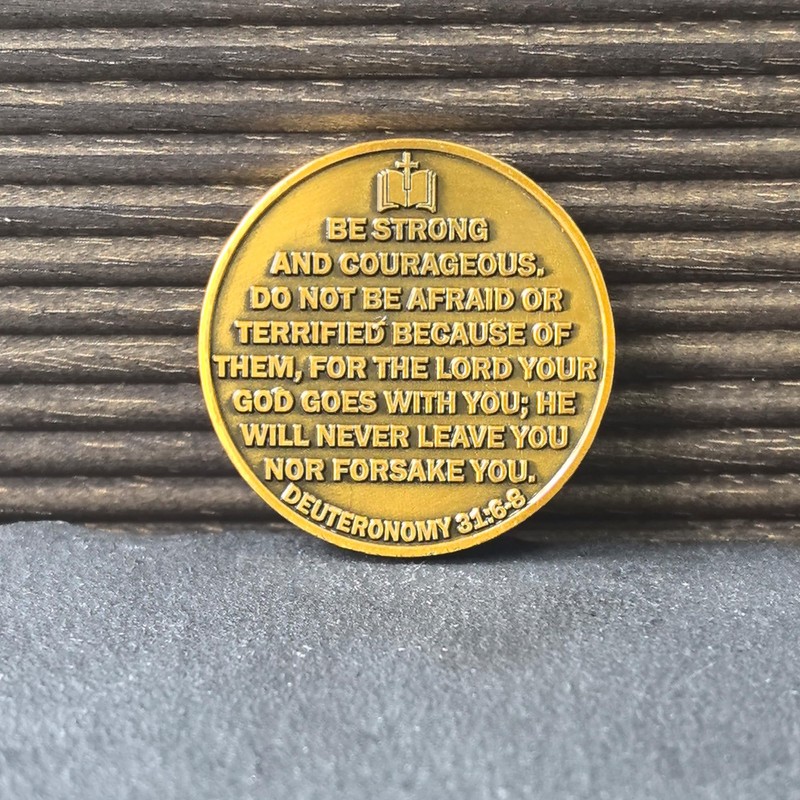 BE STRONG
AND COURAGEOUS.
DO NOT BE AFRAID OR
TERRIFIED BECAUSE OF
THEM, FOR THE LORD YOUR
GOD GOES WITH YOU; HE
WILL NEVER LEAVE YOU
NOR FORSAKE YOU.
DEUTERONOMY 31:6-8